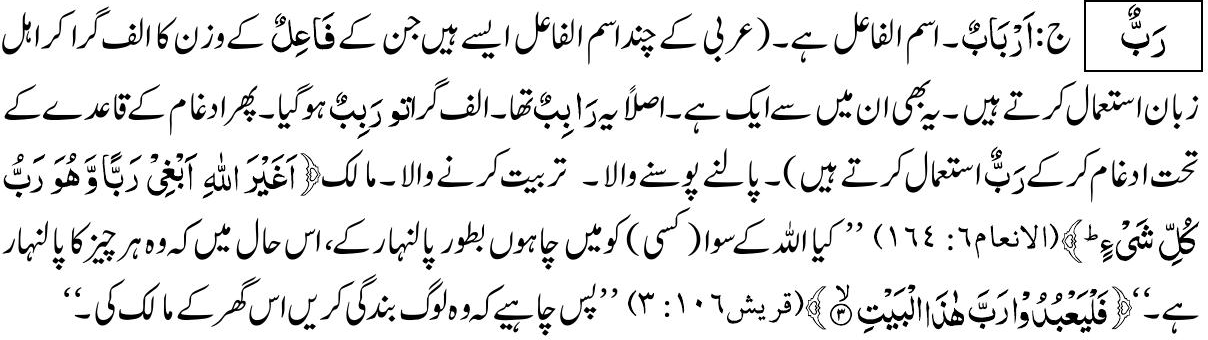 رَبٌّ ج: اَرْبَابٌ۔ اسم الفاعل ہے۔ (عربی کے چند اسم الفاعل ایسے ہیں جن کے فَاعِلٌ کے وزن کا الف گرا کر اہل
زبان استعمال کرتے ہیں۔ یہ بھی ان میں سے ایک ہے۔ اصلاً یہ رَابِبٌ تھا۔ الف گرا تو رَبِبٌ ہو گیا۔ پھر ادغام کے قاعدے کے
تحت ادغام کر کے رَبٌّ استعمال کرتے ہیں)۔ پالنے پوسنے والا۔ تربیت کرنے والا۔ مالک ﴿اَغَيْرَ اللّٰهِ اَبْغِيْ رَبًّا وَّهُوَ رَبُّ
كُلِّ شَيْءٍ ؕ﴾ (الانعام ٦: ١٦٤) ’’کیا اللہ کے سوا (کسی) کو میں چاہوں بطور پالنہار کے، اس حال میں کہ وہ ہر چیز کا پالنہار
ہے۔‘‘ ﴿فَلْيَعْبُدُوْا رَبَّ هٰذَا الْبَيْتِ ۙ۝۳﴾ (قریش ١٠٦: ٣) ’’پس چاہیے کہ وہ لوگ بندگی کریں اس گھر کے مالک کی۔‘‘